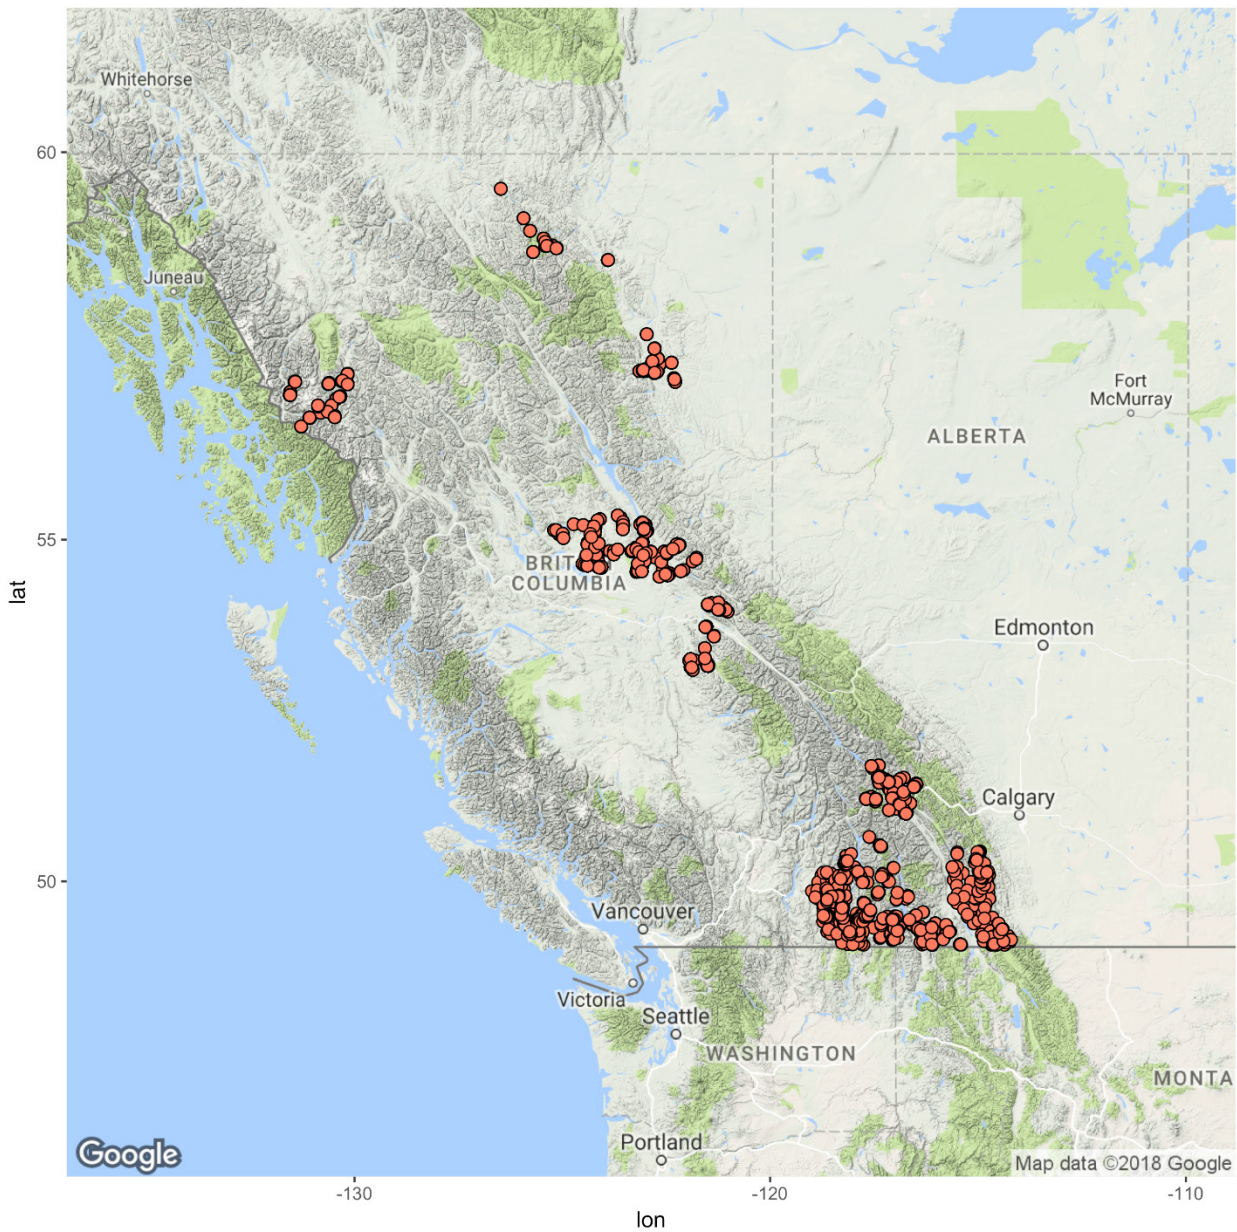 Whitehorse
60
Juneau
Fort
McMurray
ALBERTA
55
BRIT
COLUMBIA
lat
Edmonton
Calgary
50
Vancouver
Victoria
Seattle
WASHINGTON
MONTA
Portland
Google
Map data ©2018 Google
-130
-120
-110
lon